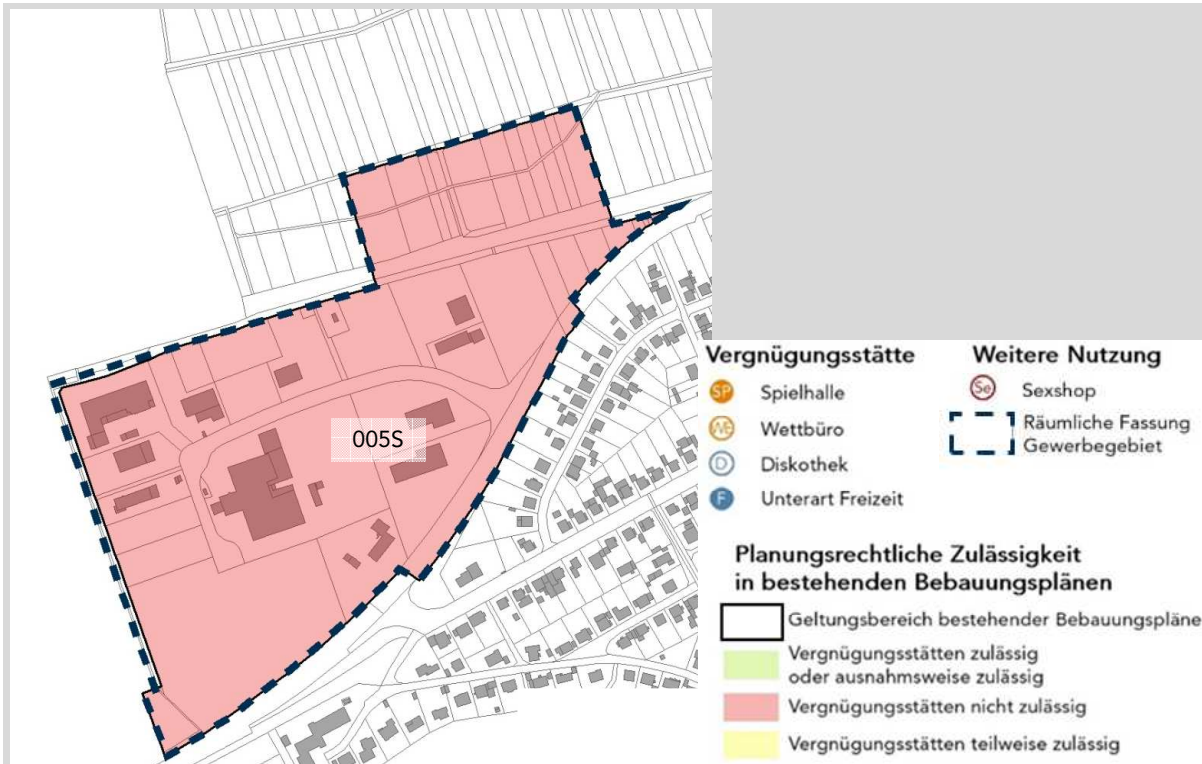 005S
Vergnügungsstätte
SP Spielhalle
We Wettbüro
D Diskothek
F Unterart Freizeit
Weitere Nutzung
Se Sexshop
Räumliche Fassung
Gewerbegebiet
Planungsrechtliche Zulässigkeit
in bestehenden Bebauungsplänen
Geltungsbereich bestehender Bebauungspläne
Vergnügungsstätten zulässig
oder ausnahmsweise zulässig
Vergnügungsstätten nicht zulässig
Vergnügungsstätten teilweise zulässig